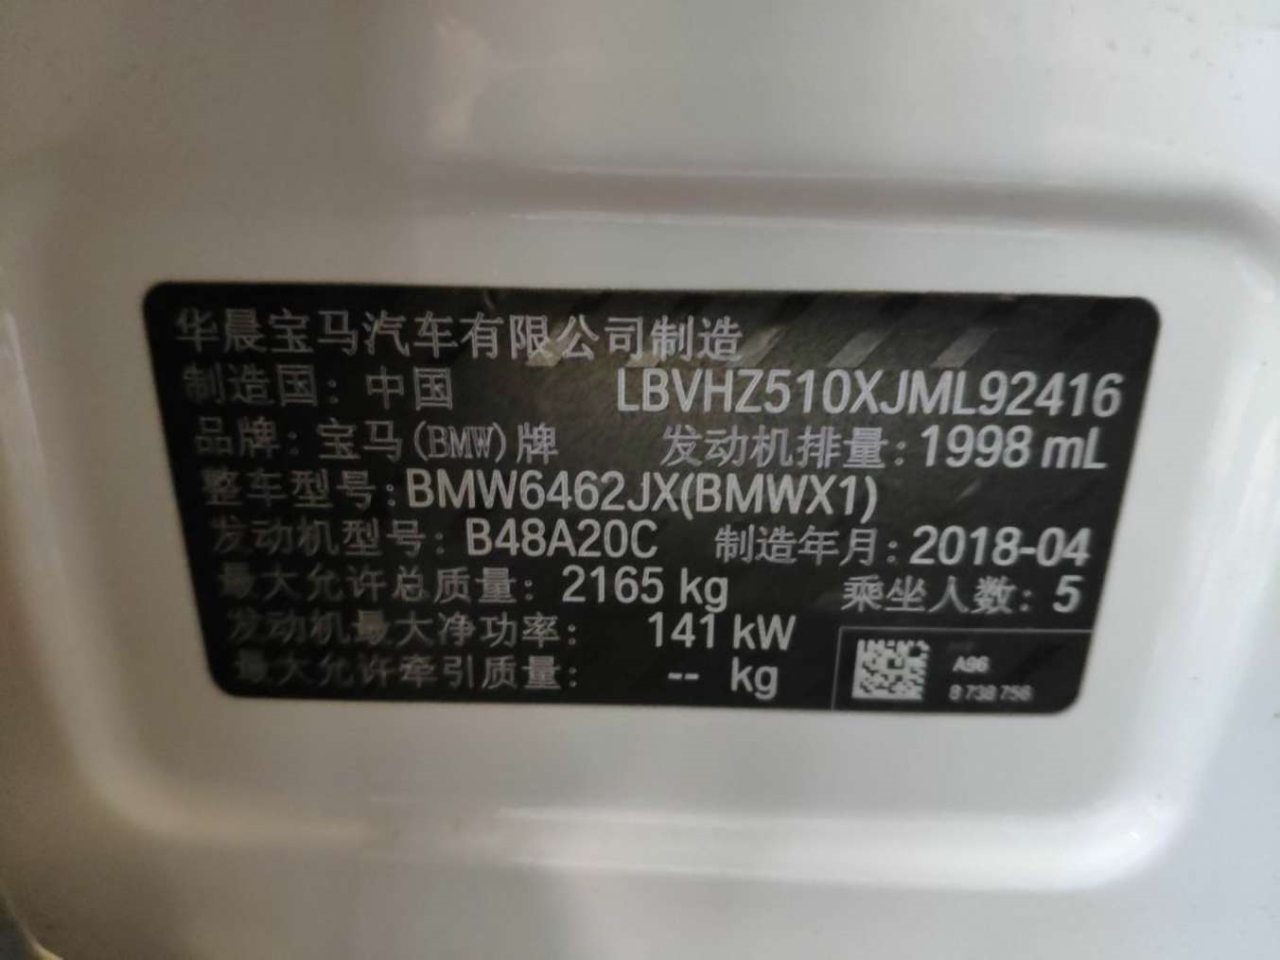 华晨宝马汽车有限公司制造
制造国：中国 LBVHZ510XJML92416
品牌：宝马(BMW)牌 发动机排量：1998 mL
整车型号：BMW6462JX(BMWX1)
发动机型号：B48A20C 制造年月：2018-04
最大允许总质量：2165 kg 乘坐人数：5
发动机最大净功率： 141 kW
最大允许牵引质量： -- kg
A96
8 738 756